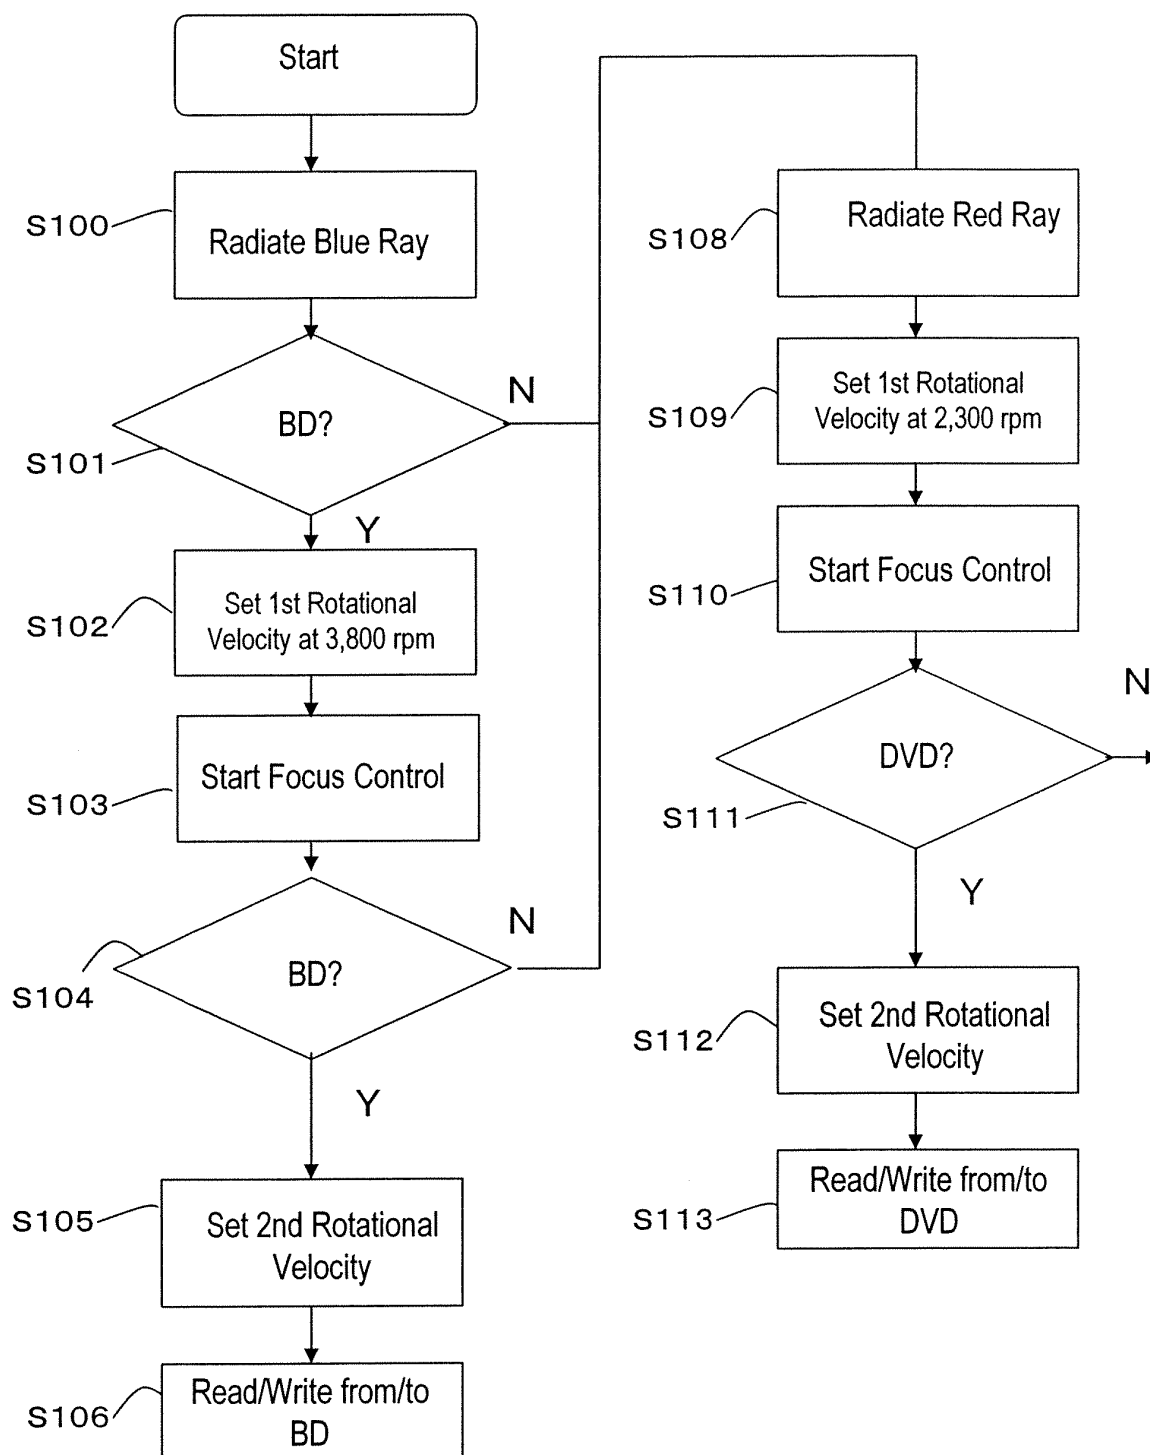 Start
S100
Radiate Blue Ray
BD?
N
S101
Y
S102
Set 1st Rotational
Velocity at 3,800 rpm
S103
Start Focus Control
N
BD?
S104
Y
S105
Set 2nd Rotational
Velocity
S106
Read/Write from/to
BD
S108
Radiate Red Ray
S109
Set 1st Rotational
Velocity at 2,300 rpm
S110
Start Focus Control
N
DVD?
S111
Y
S112
Set 2nd Rotational
Velocity
S113
Read/Write from/to
DVD